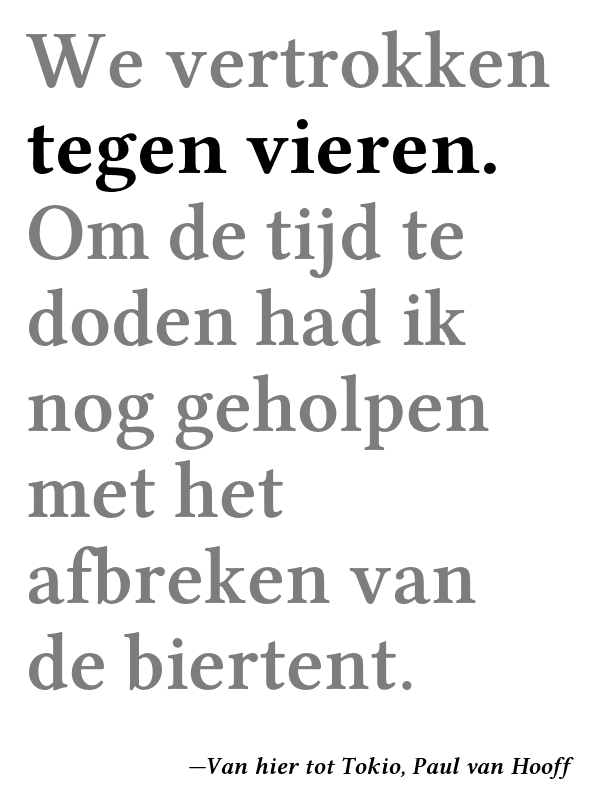 We vertrokken
tegen vieren.
Om de tijd te
doden had ik
nog geholpen
met het
afbreken van
de biertent.
—Van hier tot Tokio, Paul van Hooff